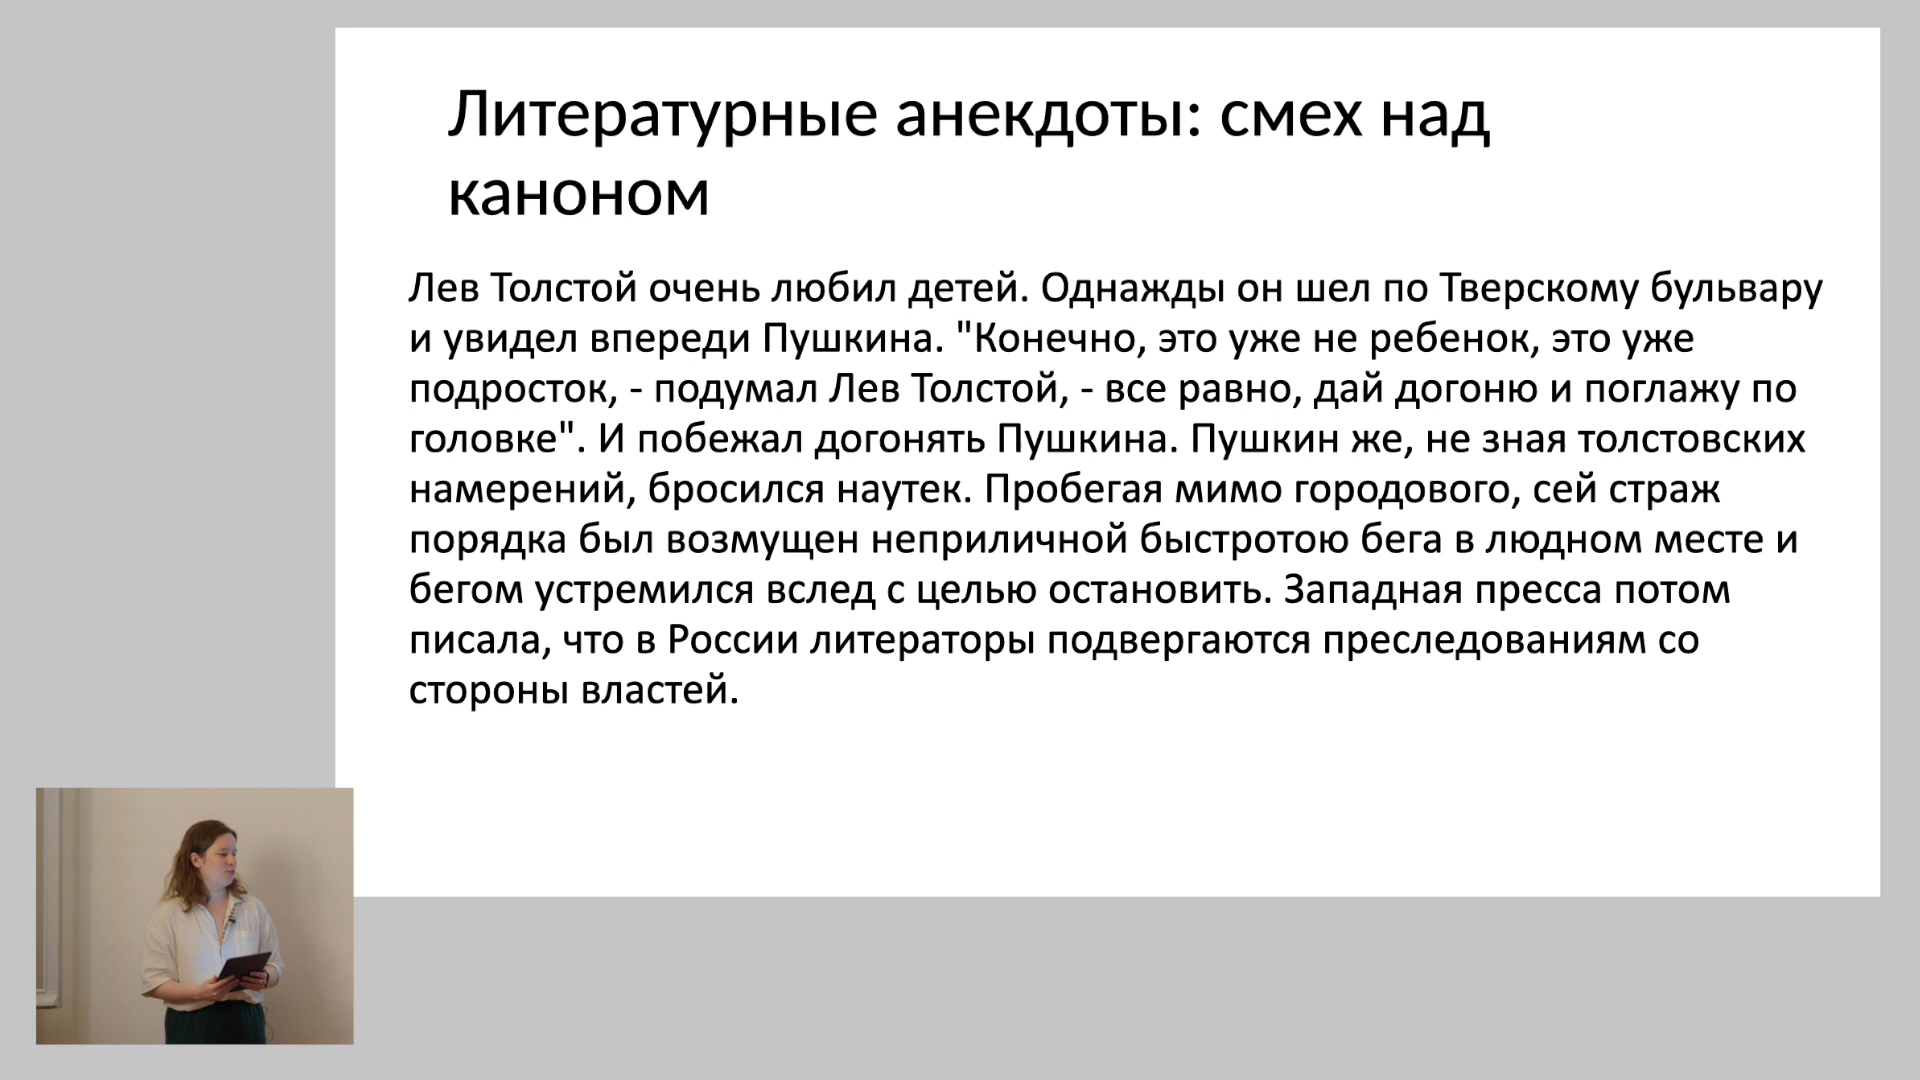 Литературные анекдоты: смех над
каноном
Лев Толстой очень любил детей. Однажды он шел по Тверскому бульвару
и увидел впереди Пушкина. "Конечно, это уже не ребенок, это уже
подросток, - подумал Лев Толстой, - все равно, дай догоню и поглажу по
головке". И побежал догонять Пушкина. Пушкин же, не зная толстовских
намерений, бросился наутек. Пробегая мимо городового, сей страж
порядка был возмущен неприличной быстротою бега в людном месте и
бегом устремился вслед с целью остановить. Западная пресса потом
писала, что в России литераторы подвергаются преследованиям со
стороны властей.